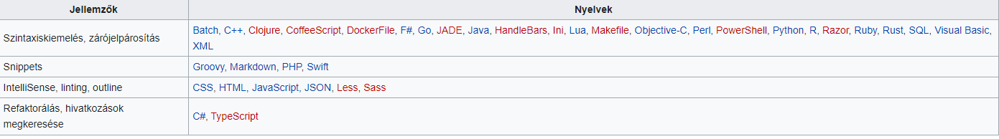 Jellemzők Nyelvek
Szintaxiskiemelés, zárójelpárosítás Batch, C++, Clojure, CoffeeScript, DockerFile, F#, Go, JADE, Java, HandleBars, Ini, Lua, Makefile, Objective-C, Perl, PowerShell, Python, R, Razor, Ruby, Rust, SQL, Visual Basic,
XML
Snippets Groovy, Markdown, PHP, Swift
IntelliSense, linting, outline CSS, HTML, JavaScript, JSON, Less, Sass
Refaktorálás, hivatkozások
megkeresése C#, TypeScript